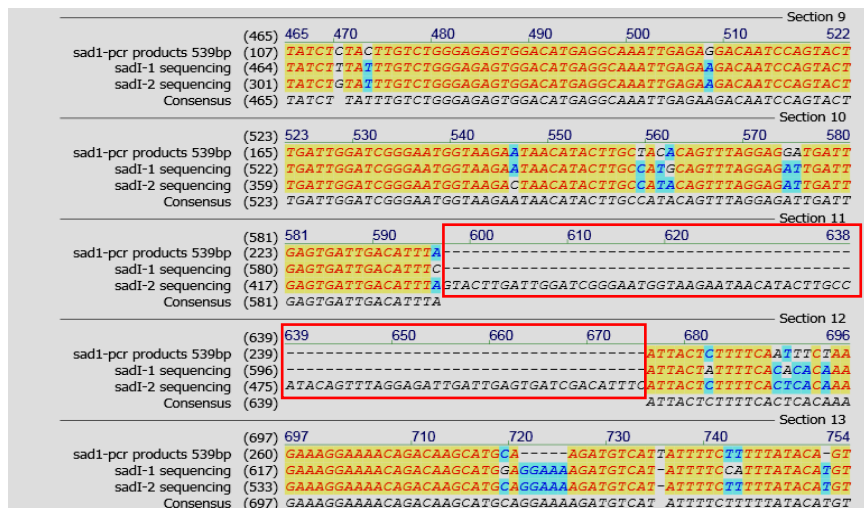 Section 9
(465) 465 470 480 490 500 510 522
sad1-pcr products 539bp (107) TATCTCTACTTGTCTGGGAGAGTGGACATGAGGCAAATTGAGAGGACAATCCAGTACT
sadI-1 sequencing (464) TATCTTTATTTGTCTGGGAGAGTGGACATGAGGCAAATTGAGAAGACAATCCAGTACT
sadI-2 sequencing (301) TATCTGTATTTGTCTGGGAGAGTGGACATGAGGCAAATTGAGAAGACAATCCAGTACT
Consensus (465) TATCT TATTTGTCTGGGAGAGTGGACATGAGGCAAATTGAGAAGACAATCCAGTACT
Section 10
(523) 523 530 540 550 560 570 580
sad1-pcr products 539bp (165) TGATTGGATCGGGAATGGTAAGAATAACATACTTGCTACACAGTTTAGGAGGATGATT
sadI-1 sequencing (522) TGATTGGATCGGGAATGGTAAGAATAACATACTTGCCATGCAGTTTAGGAGATTGATT
sadI-2 sequencing (359) TGATTGGATCGGGAATGGTAAGACTAACATACTTGCCATACAGTTTAGGAGATTGATT
Consensus (523) TGATTGGATCGGGAATGGTAAGAATAACATACTTGCCATACAGTTTAGGAGATTGATT
Section 11
(581) 581 590 600 610 620 638
sad1-pcr products 539bp (223) GAGTGATTGACATTTA------------------------------------------
sadI-1 sequencing (580) GAGTGATTGACATTTC------------------------------------------
sadI-2 sequencing (417) GAGTGATTGACATTTAGTACTTGATTGGATCGGGAATGGTAAGAATAACATACTTGCC
Consensus (581) GAGTGATTGACATTTA
Section 12
(639) 639 650 660 670 680 696
sad1-pcr products 539bp (239) -------------------------------------ATTACTCTTTTCAATTTCTAA
sadI-1 sequencing (596) -------------------------------------ATTACTATTTTCACACACAAA
sadI-2 sequencing (475) ATACAGTTTAGGAGATTGATTGAGTGATCGACATTTCATTACTCTTTTCACTCACAAA
Consensus (639) ATTACTCTTTTCACTCACAAA
Section 13
(697) 697 710 720 730 740 754
sad1-pcr products 539bp (260) GAAAGGAAAACAGACAAGCATGCA-----AGATGTCATTATTTTCTTTTTATACA-GT
sadI-1 sequencing (617) GAAAGGAAAACAGACAAGCATGGAGGAAAAGATGTCAT-ATTTTCCATTTATACATGT
sadI-2 sequencing (533) GAAAGGAAAACAGACAAGCATGCAGGAAAAGATGTCAT-ATTTTCTTTTTATACATGT
Consensus (697) GAAAGGAAAACAGACAAGCATGCAGGAAAAGATGTCAT ATTTTCTTTTTATACATGT